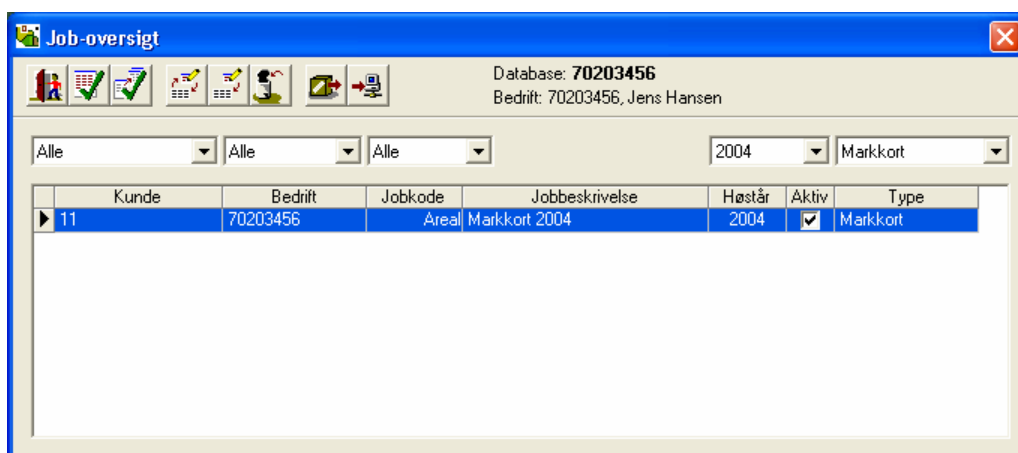 Job-oversigt
Database: 70203456
Bedrift: 70203456, Jens Hansen
Alle Alle Alle 2004 Markkort
Kunde Bedrift Jobkode Jobbeskrivelse Høstår Aktiv Type
11 70203456 Areal Markkort 2004 2004 Markkort